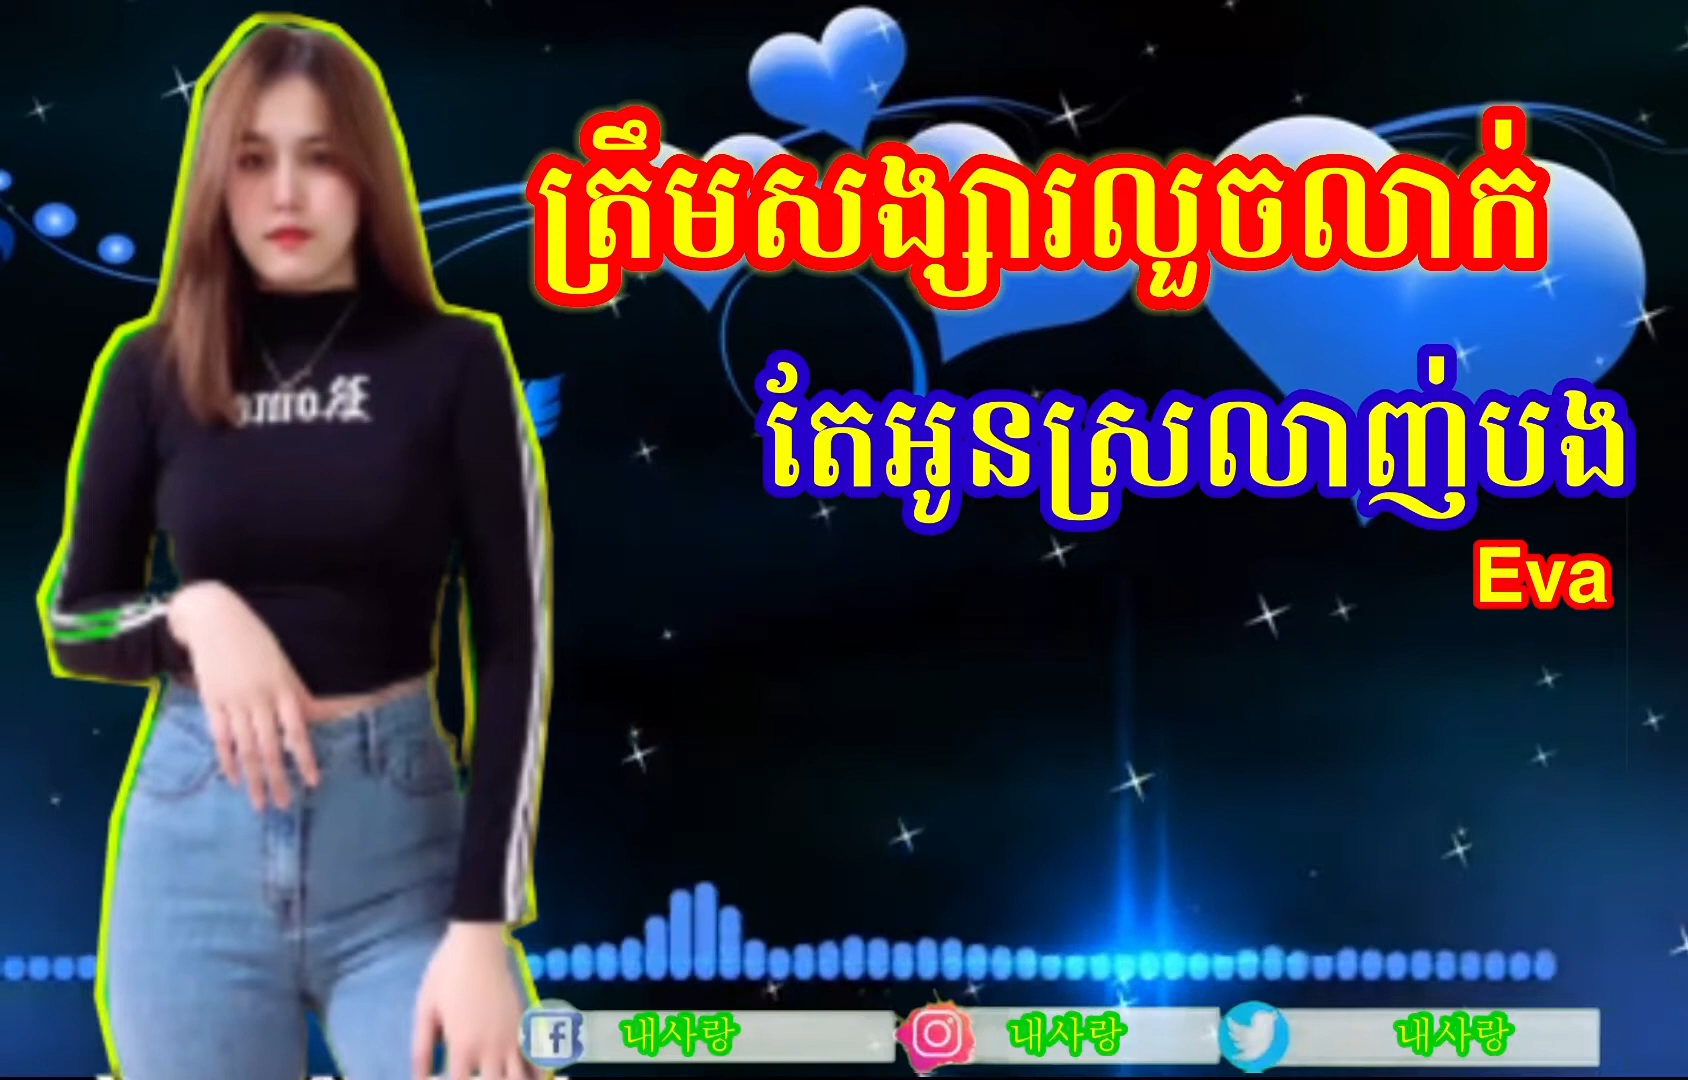 ត្រឹមសង្សារលួចលាក់
តែអូនស្រលាញ់បង
Eva
내사랑 내사랑 내사랑